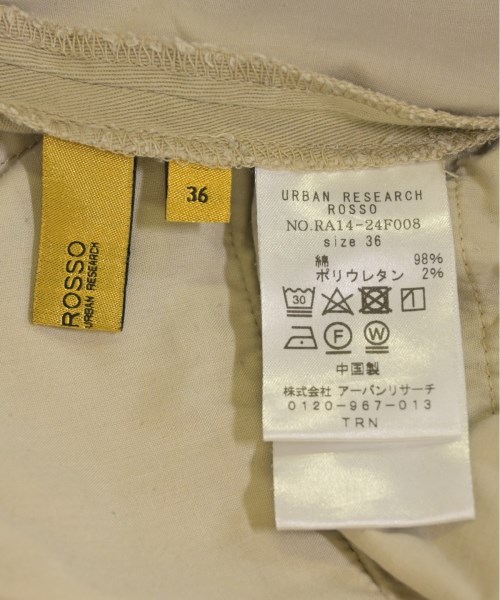 ROSSO
URBAN RESEARCH
36
URBAN RESEARCH
ROSSO
NO.RA14-24F008
size 36
綿 98%
ポリウレタン 2%
30
F W
中国製
株式会社 アーバンリサーチ
0120-967-013
TRN